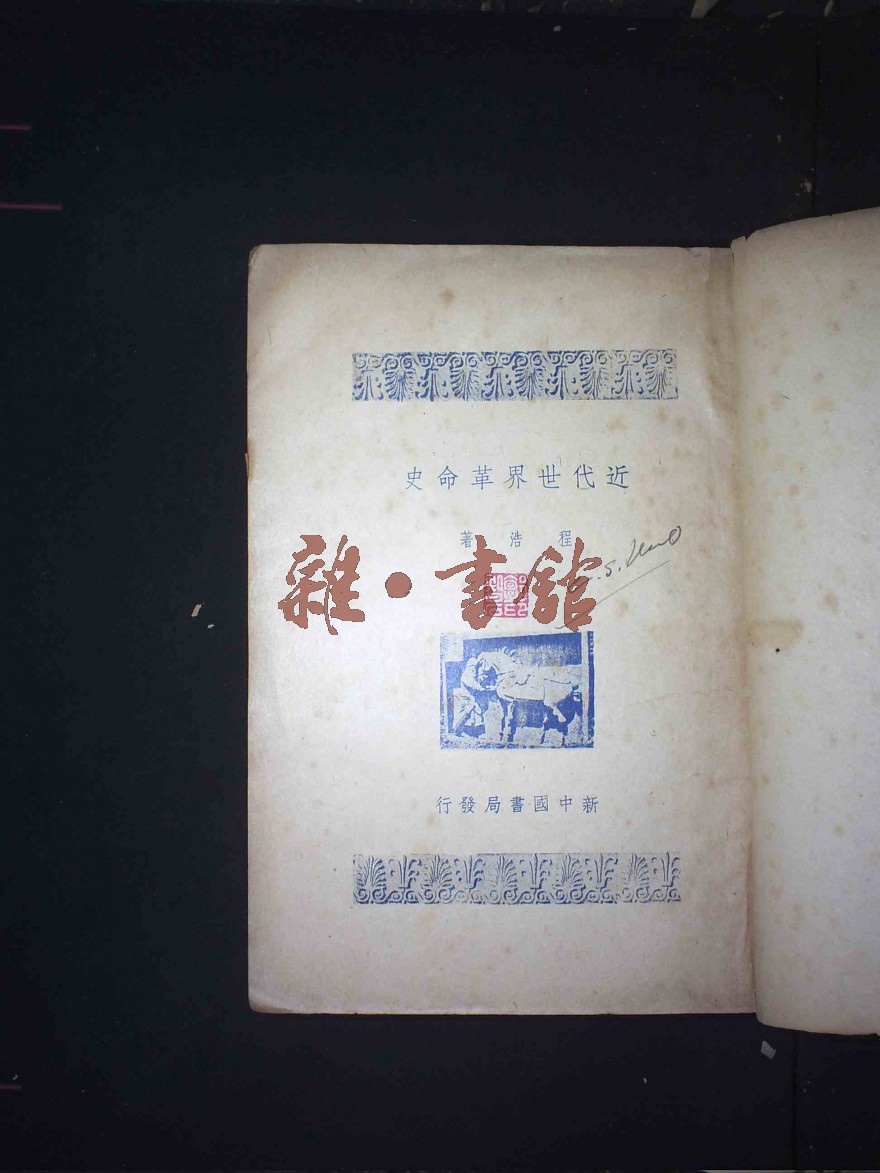 近代世界革命史
程浩著
雜·書館
新中國書局發行